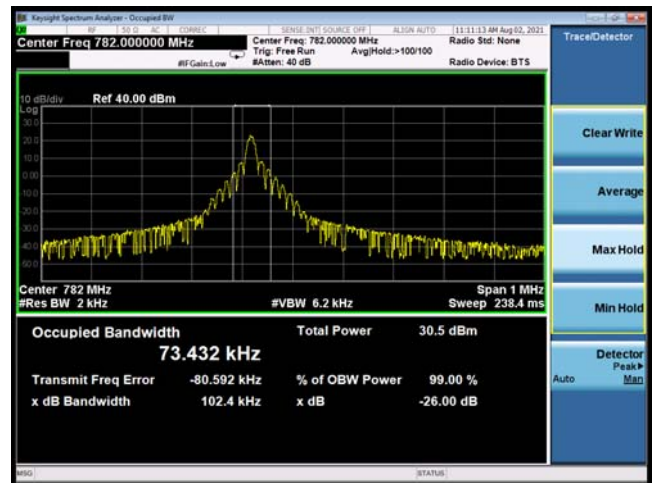 Keysight Spectrum Analyzer - Occupied BW
RF 50 Ω AC CORREC SENSE:INT SOURCE OFF ALIGN AUTO 11:11:13 AM Aug 02, 2021
Center Freq 782.000000 MHz Center Freq: 782.000000 MHz Radio Std: None
Trig: Free Run Avg|Hold:>100/100
#IFGain:Low #Atten: 40 dB Radio Device: BTS
Trace/Detector
10 dB/div Ref 40.00 dBm
Log
30.0
20.0
10.0
0.00
10.0
20.0
30.0
40.0
50.0
Center 782 MHz Span 1 MHz
#Res BW 2 kHz #VBW 6.2 kHz Sweep 238.4 ms
Occupied Bandwidth Total Power 30.5 dBm
73.432 kHz
Transmit Freq Error -80.592 kHz % of OBW Power 99.00 %
x dB Bandwidth 102.4 kHz x dB -26.00 dB
Clear Write
Average
Max Hold
Min Hold
Detector
Peak▶
Auto Man
MSG STATUS